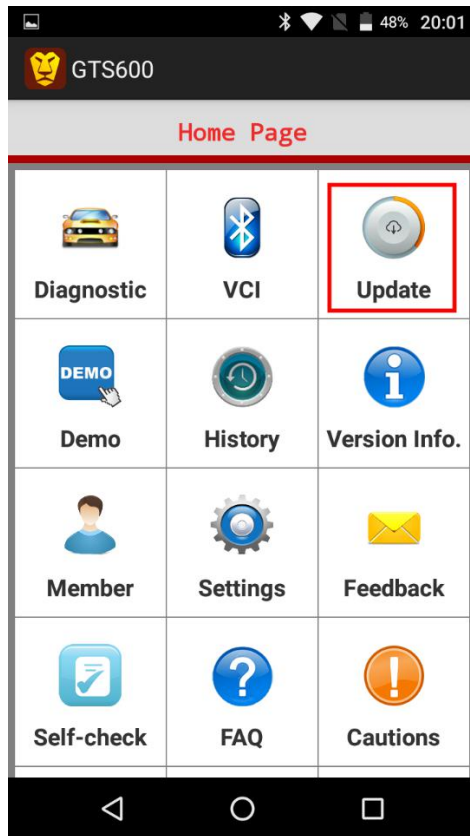 48% 20:01
GTS600
Home Page
Diagnostic VCI Update
DEMO
Demo History Version Info.
Member Settings Feedback
Self-check FAQ Cautions